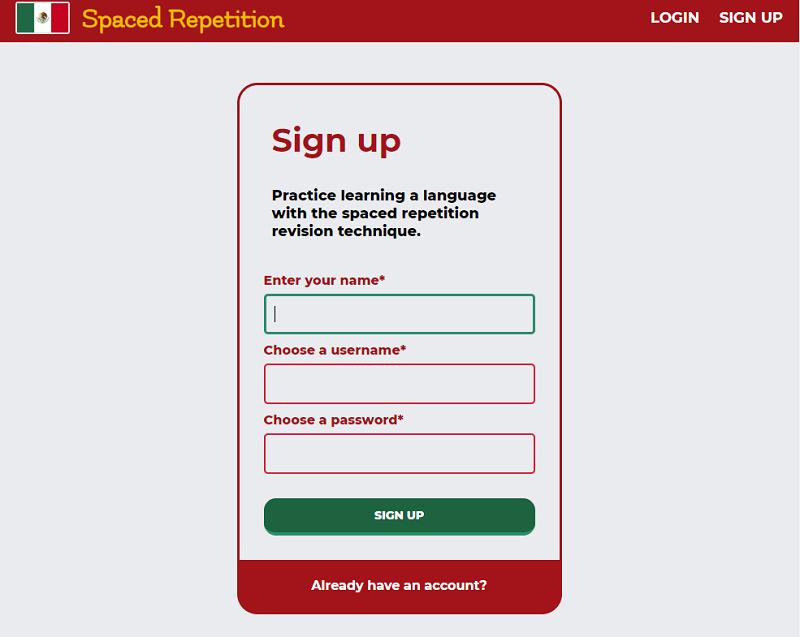 Spaced Repetition
LOGIN SIGN UP
Sign up
Practice learning a language
with the spaced repetition
revision technique.
Enter your name*
Choose a username*
Choose a password*
SIGN UP
Already have an account?